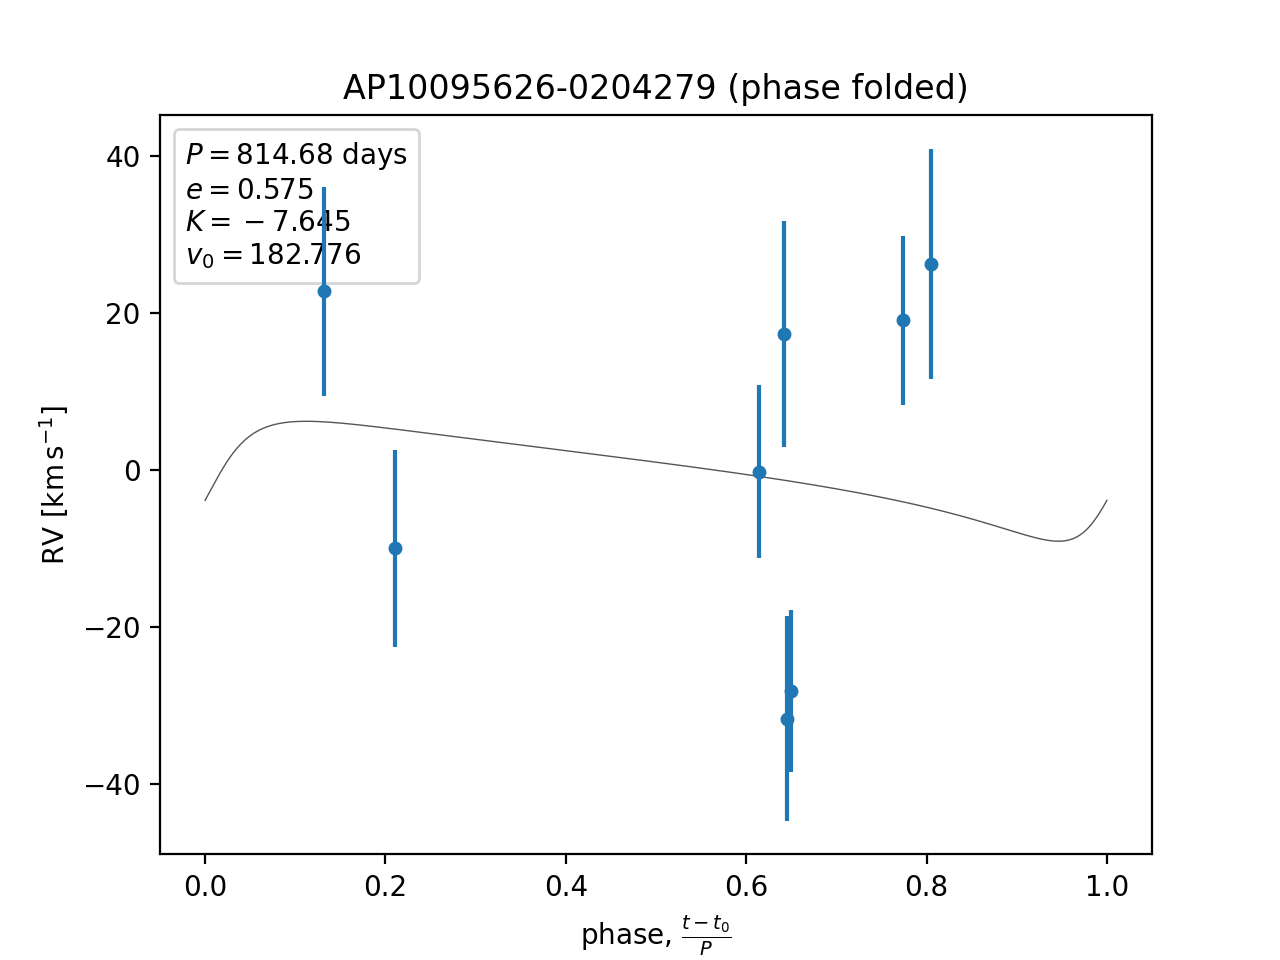 AP10095626-0204279 (phase folded)
P = 814.68 days
e = 0.575
K = −7.645
v₀ = 182.776
40
20
0
−20
−40
RV [km s⁻¹]
0.0 0.2 0.4 0.6 0.8 1.0
phase, (t − t₀)/P